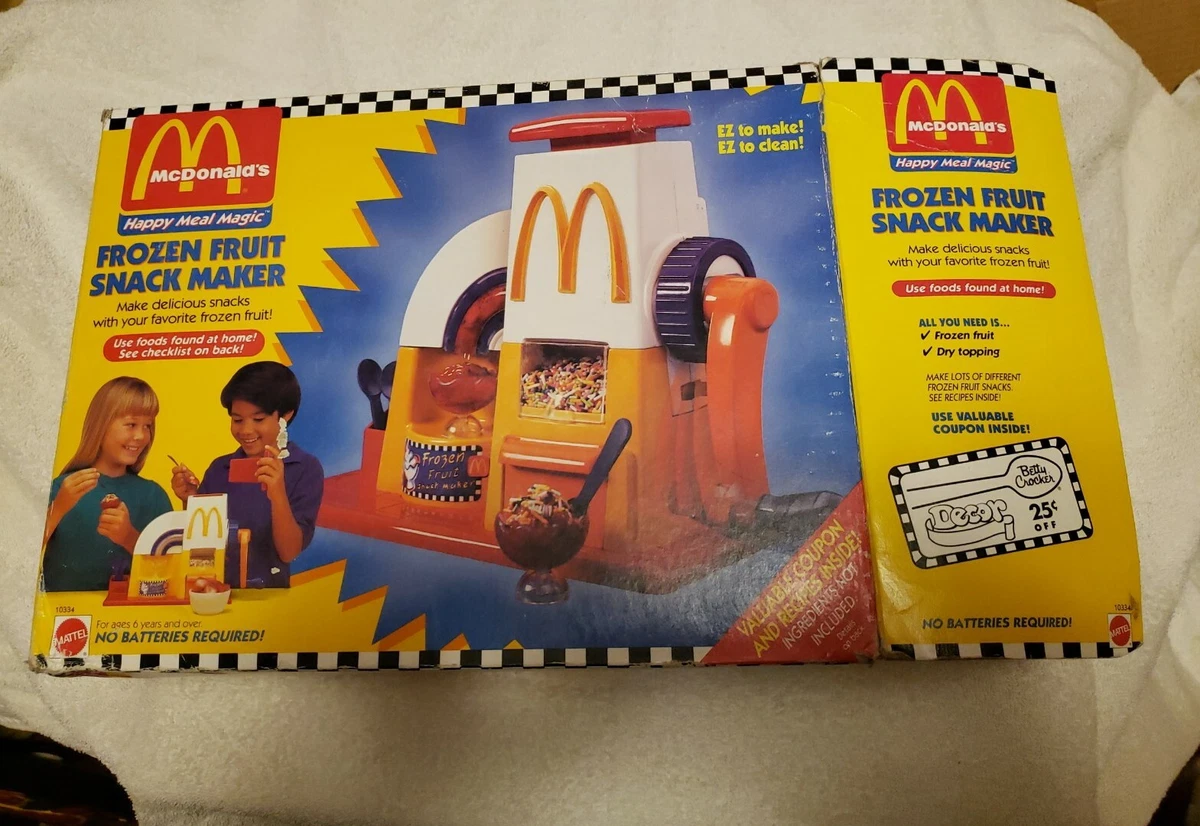 McDonald's
Happy Meal Magic™
FROZEN FRUIT
SNACK MAKER
Make delicious snacks
with your favorite frozen fruit!
Use foods found at home!
See checklist on back!
EZ to make!
EZ to clean!
Frozen
Fruit
Snack Maker
VALUABLE COUPON
AND RECIPES INSIDE!
INGREDIENTS NOT
INCLUDED
Details
on back
10334
MATTEL
For ages 6 years and over.
NO BATTERIES REQUIRED!
McDonald's
Happy Meal Magic™
FROZEN FRUIT
SNACK MAKER
Make delicious snacks
with your favorite frozen fruit!
Use foods found at home!
ALL YOU NEED IS...
✓ Frozen fruit
✓ Dry topping
MAKE LOTS OF DIFFERENT
FROZEN FRUIT SNACKS.
SEE RECIPES INSIDE!
USE VALUABLE
COUPON INSIDE!
Betty
Crocker®
Decor
25¢
OFF
NO BATTERIES REQUIRED!
10334
MATTEL